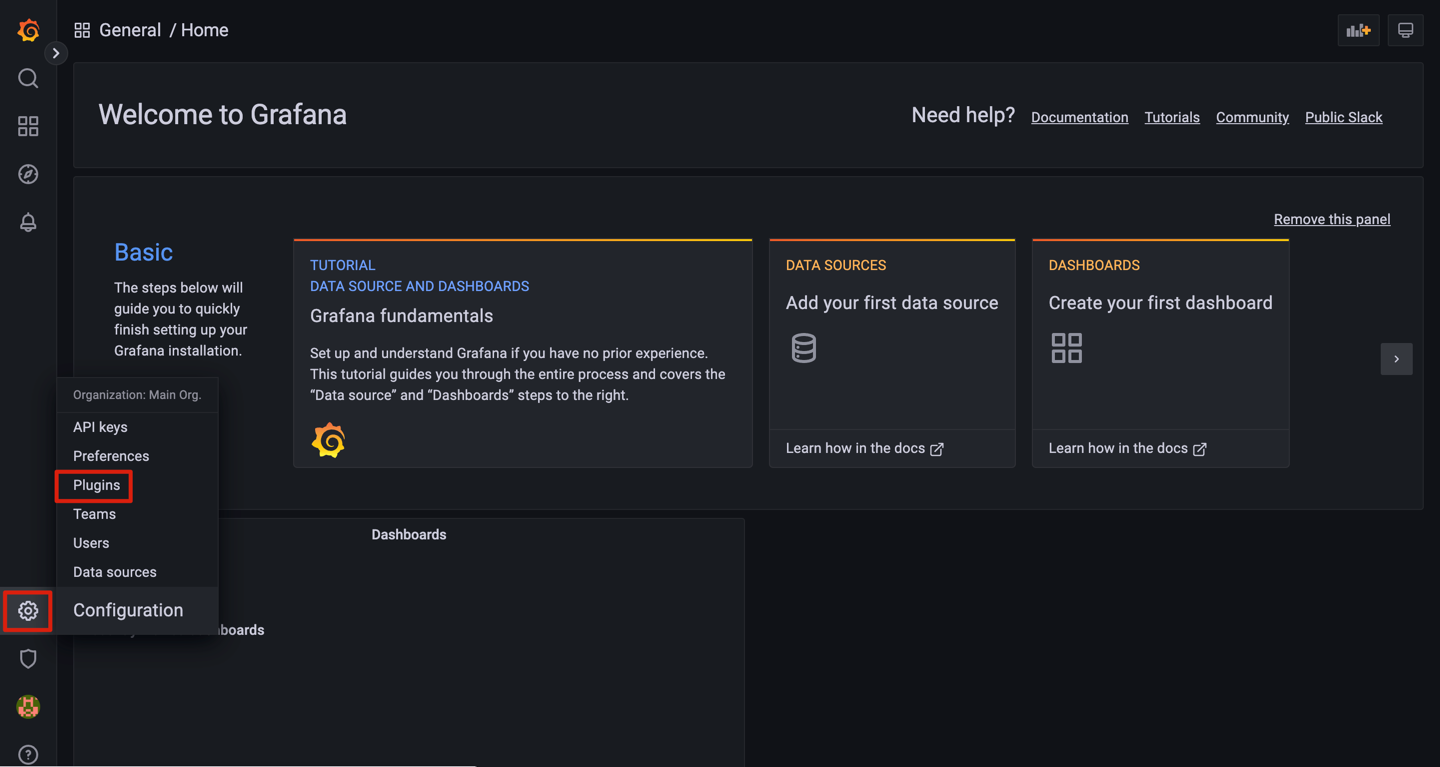 General / Home
Welcome to Grafana
Need help?
Documentation
Tutorials
Community
Public Slack
Remove this panel
Basic
The steps below will
guide you to quickly
finish setting up your
Grafana installation.
TUTORIAL
DATA SOURCE AND DASHBOARDS
Grafana fundamentals
Set up and understand Grafana if you have no prior experience.
This tutorial guides you through the entire process and covers the
“Data source” and “Dashboards” steps to the right.
DATA SOURCES
Add your first data source
Learn how in the docs
DASHBOARDS
Create your first dashboard
Learn how in the docs
Organization: Main Org.
API keys
Preferences
Plugins
Teams
Users
Data sources
Configuration
Dashboards
boards